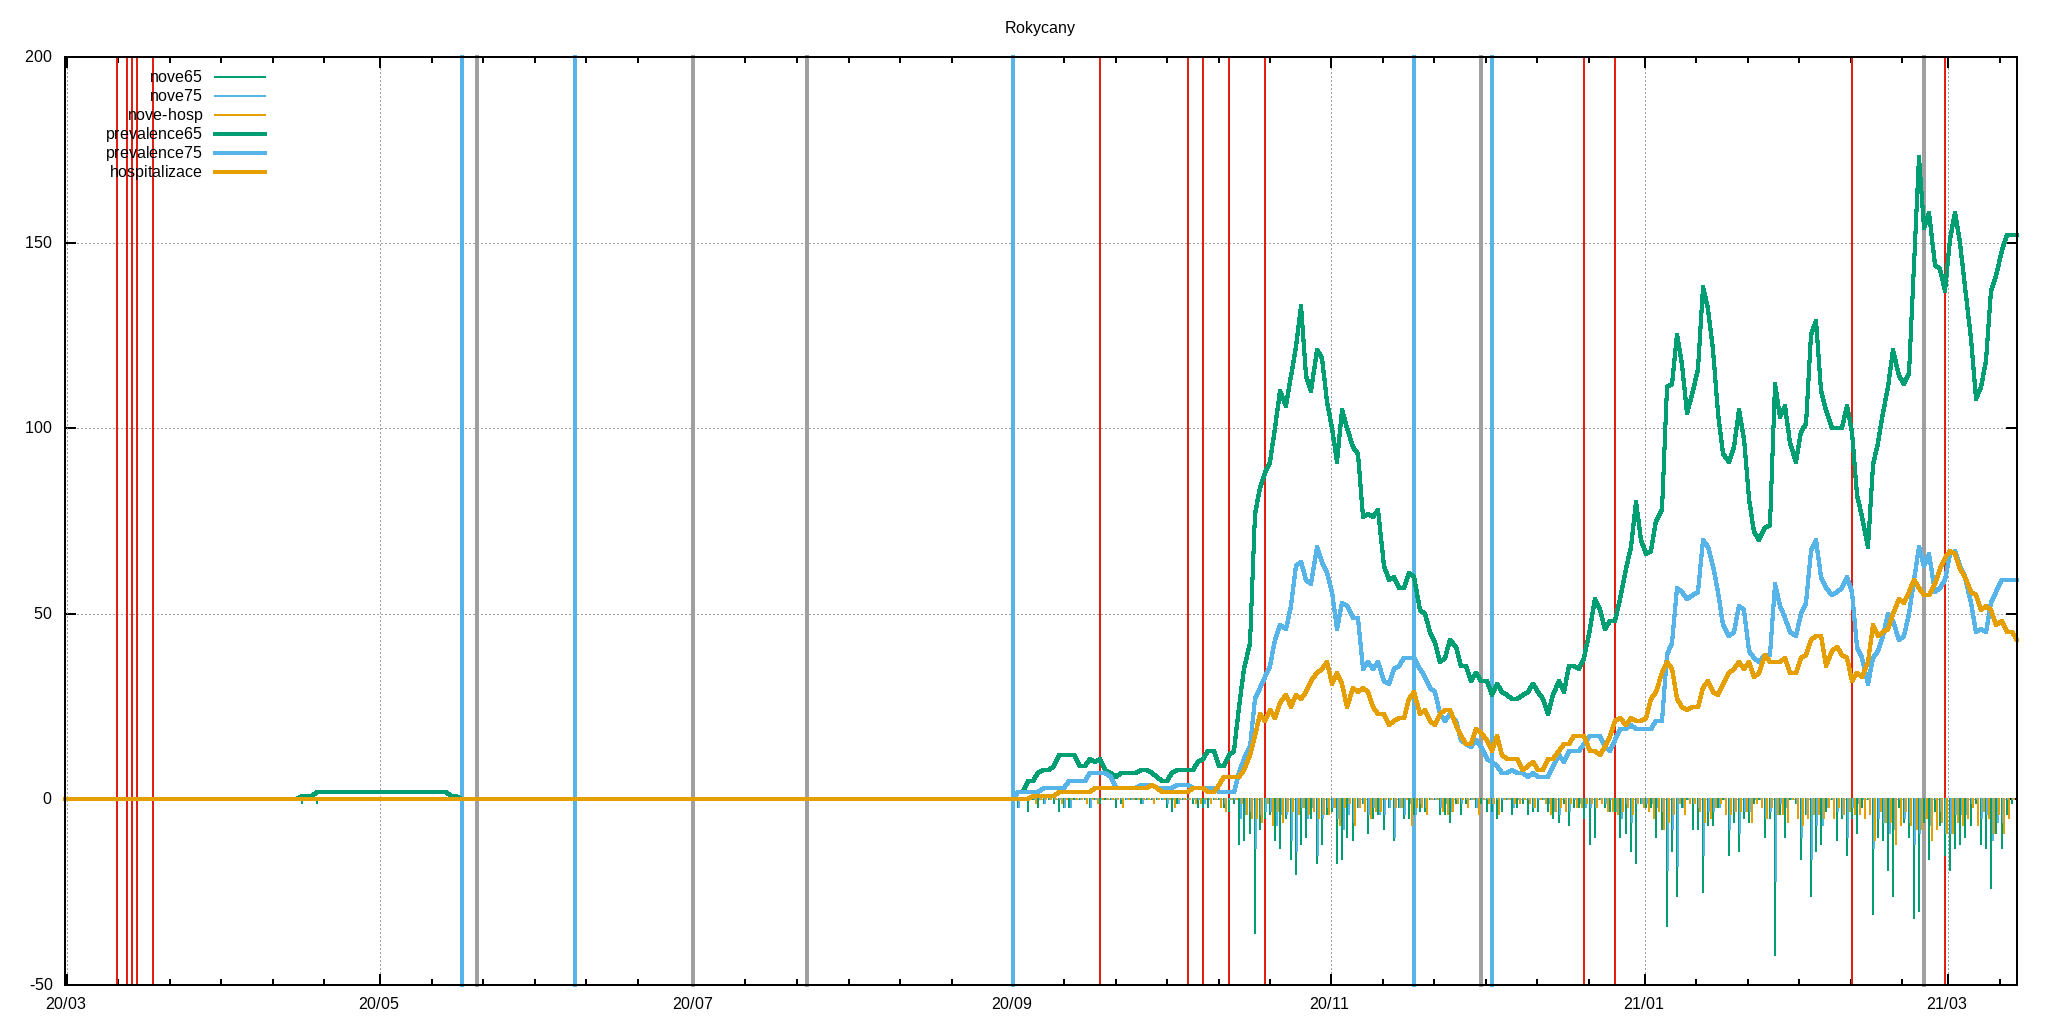 Rokycany
200
nove65
nove75
nove-hosp
prevalence65
prevalence75
hospitalizace
150
100
50
0
-50
20/03 20/05 20/07 20/09 20/11 21/01 21/03